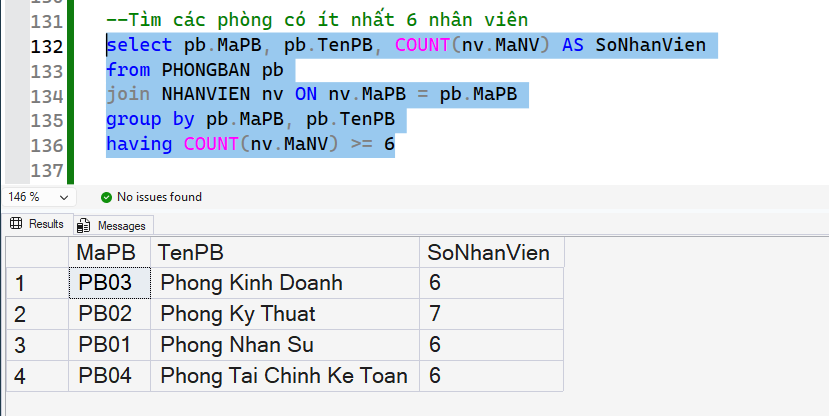 131 --Tìm các phòng có ít nhất 6 nhân viên
132 select pb.MaPB, pb.TenPB, COUNT(nv.MaNV) AS SoNhanVien
133 from PHONGBAN pb
134 join NHANVIEN nv ON nv.MaPB = pb.MaPB
135 group by pb.MaPB, pb.TenPB
136 having COUNT(nv.MaNV) >= 6
137
146 % No issues found
Results Messages
MaPB TenPB SoNhanVien
1 PB03 Phong Kinh Doanh 6
2 PB02 Phong Ky Thuat 7
3 PB01 Phong Nhan Su 6
4 PB04 Phong Tai Chinh Ke Toan 6